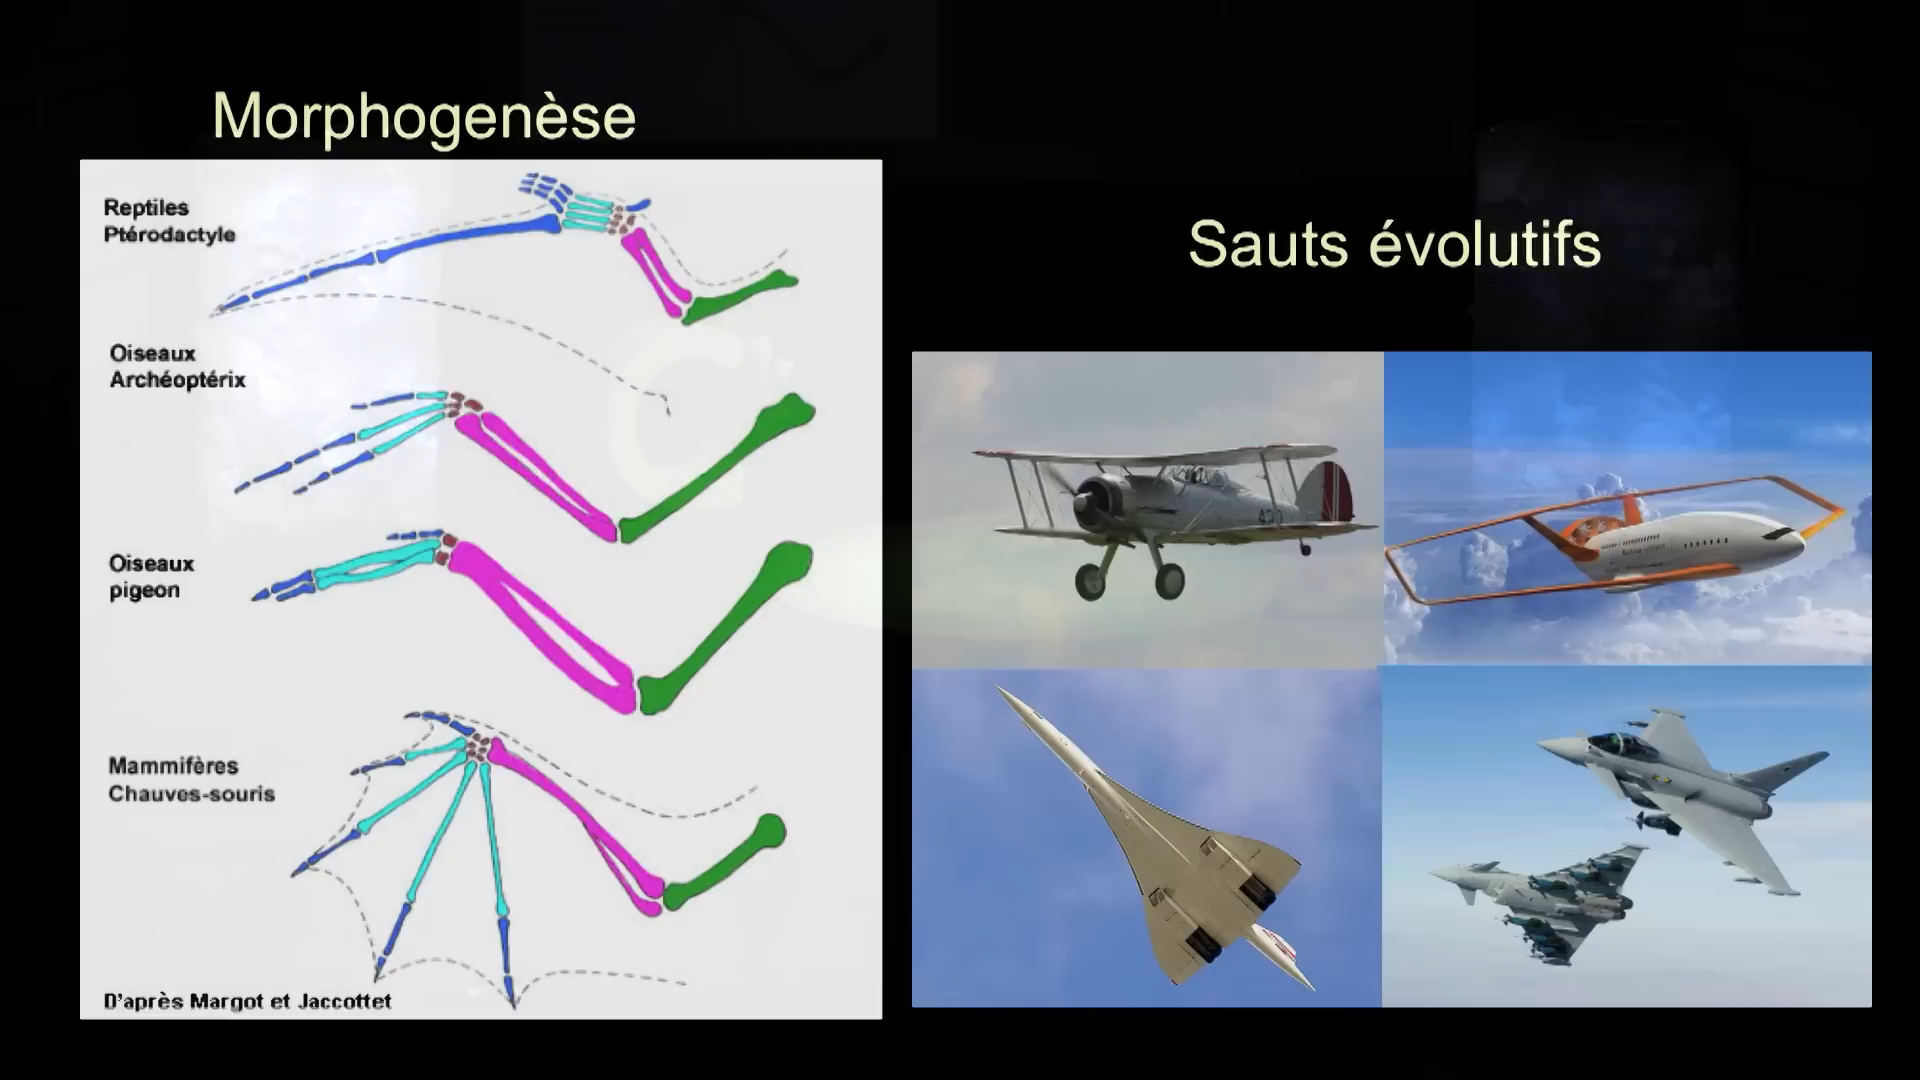 Morphogenèse
Reptiles
Ptérodactyle
Oiseaux
Archéoptérix
Oiseaux
pigeon
Mammifères
Chauves-souris
D'après Margot et Jaccottet
Sauts évolutifs